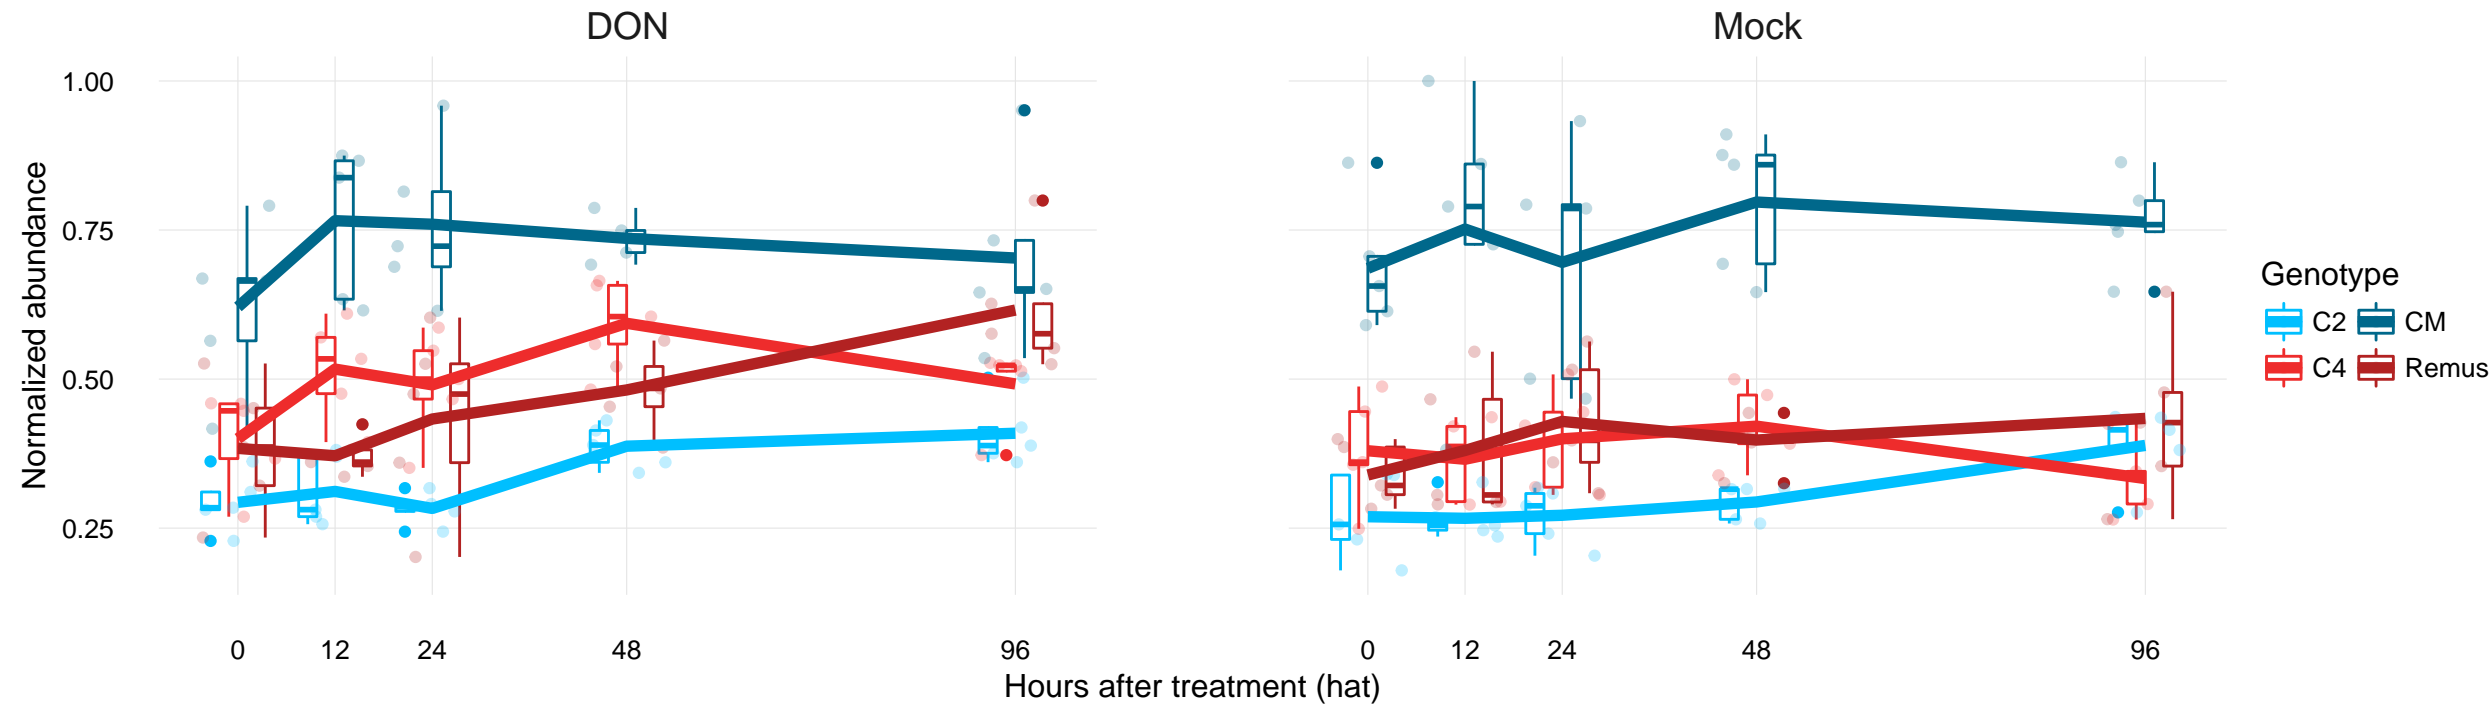 DON
Mock
1.00
0.75
0.50
0.25
Normalized abundance
0 12 24 48 96
0 12 24 48 96
Hours after treatment (hat)
Genotype
C2 CM
C4 Remus